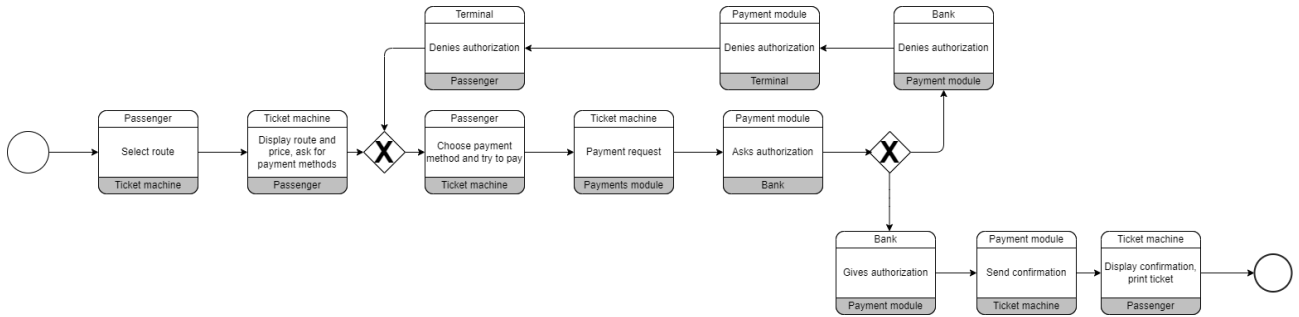 Terminal
Denies authorization
Passenger
Payment module
Denies authorization
Terminal
Bank
Denies authorization
Payment module
Passenger
Select route
Ticket machine
Ticket machine
Display route and
price, ask for
payment methods
Passenger
X
Passenger
Choose payment
method and try to pay
Ticket machine
Ticket machine
Payment request
Payments module
Payment module
Asks authorization
Bank
X
Bank
Gives authorization
Payment module
Payment module
Send confirmation
Ticket machine
Ticket machine
Display confirmation,
print ticket
Passenger